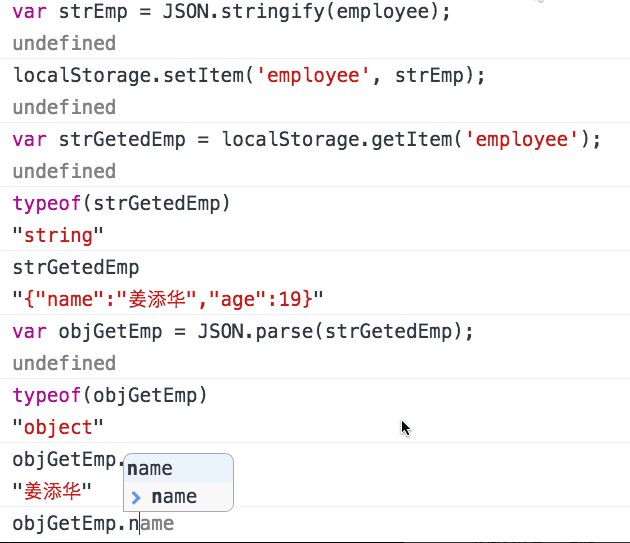 var strEmp = JSON.stringify(employee);
undefined
localStorage.setItem('employee', strEmp);
undefined
var strGetedEmp = localStorage.getItem('employee');
undefined
typeof(strGetedEmp)
"string"
strGetedEmp
"{"name":"姜添华","age":19}"
var objGetEmp = JSON.parse(strGetedEmp);
undefined
typeof(objGetEmp)
"object"
objGetEmp.
name
"姜添华"
> name
objGetEmp.name